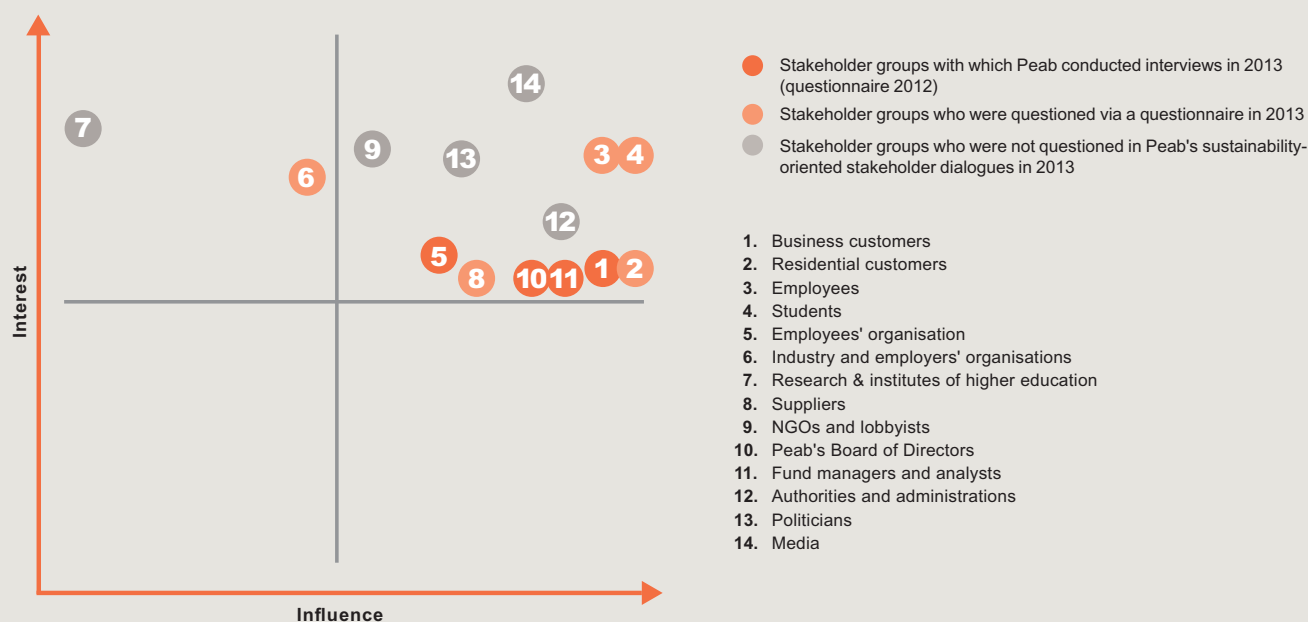 14
7
9
13
3 4
6
12
5
8
10 11
1 2
Interest
Influence
Stakeholder groups with which Peab conducted interviews in 2013
(questionnaire 2012)
Stakeholder groups who were questioned via a questionnaire in 2013
Stakeholder groups who were not questioned in Peab's sustainability-
oriented stakeholder dialogues in 2013
1. Business customers
2. Residential customers
3. Employees
4. Students
5. Employees' organisation
6. Industry and employers' organisations
7. Research & institutes of higher education
8. Suppliers
9. NGOs and lobbyists
10. Peab's Board of Directors
11. Fund managers and analysts
12. Authorities and administrations
13. Politicians
14. Media